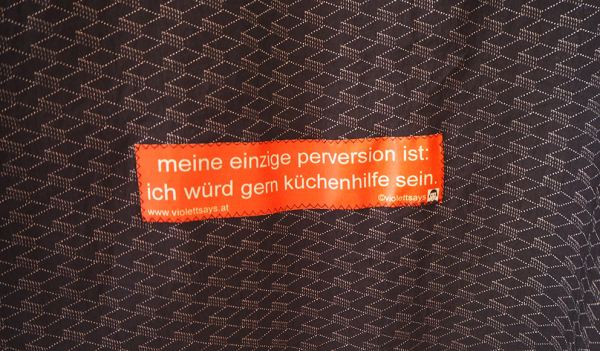 meine einzige perversion ist:
ich würd gern küchenhilfe sein.
www.violettsays.at ©violettsays